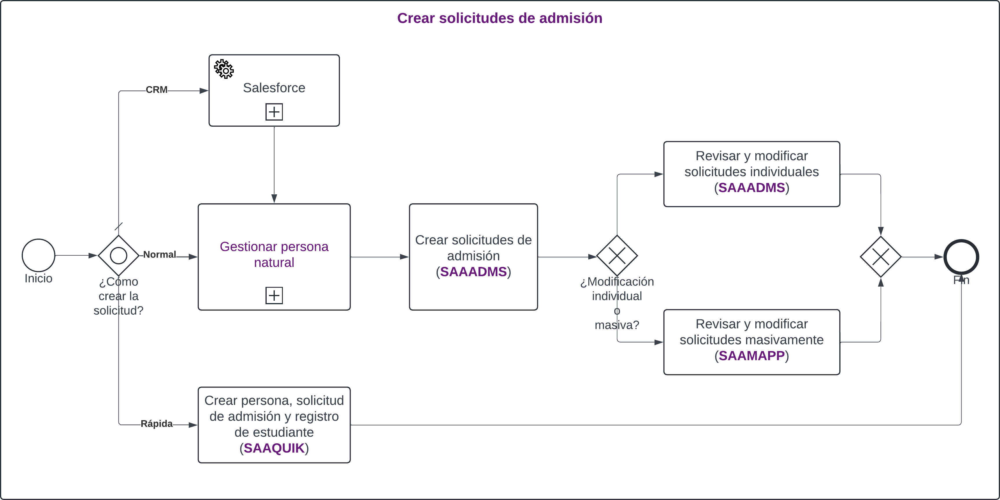 Crear solicitudes de admisión
CRM
Salesforce
Inicio
¿Cómo
crear la
solicitud?
Normal
Gestionar persona
natural
Crear solicitudes de
admisión
(SAAADMS)
¿Modificación
individual
o
masiva?
Revisar y modificar
solicitudes individuales
(SAAADMS)
Revisar y modificar
solicitudes masivamente
(SAAMAPP)
Fin
Rápida
Crear persona, solicitud
de admisión y registro
de estudiante
(SAAQUIK)